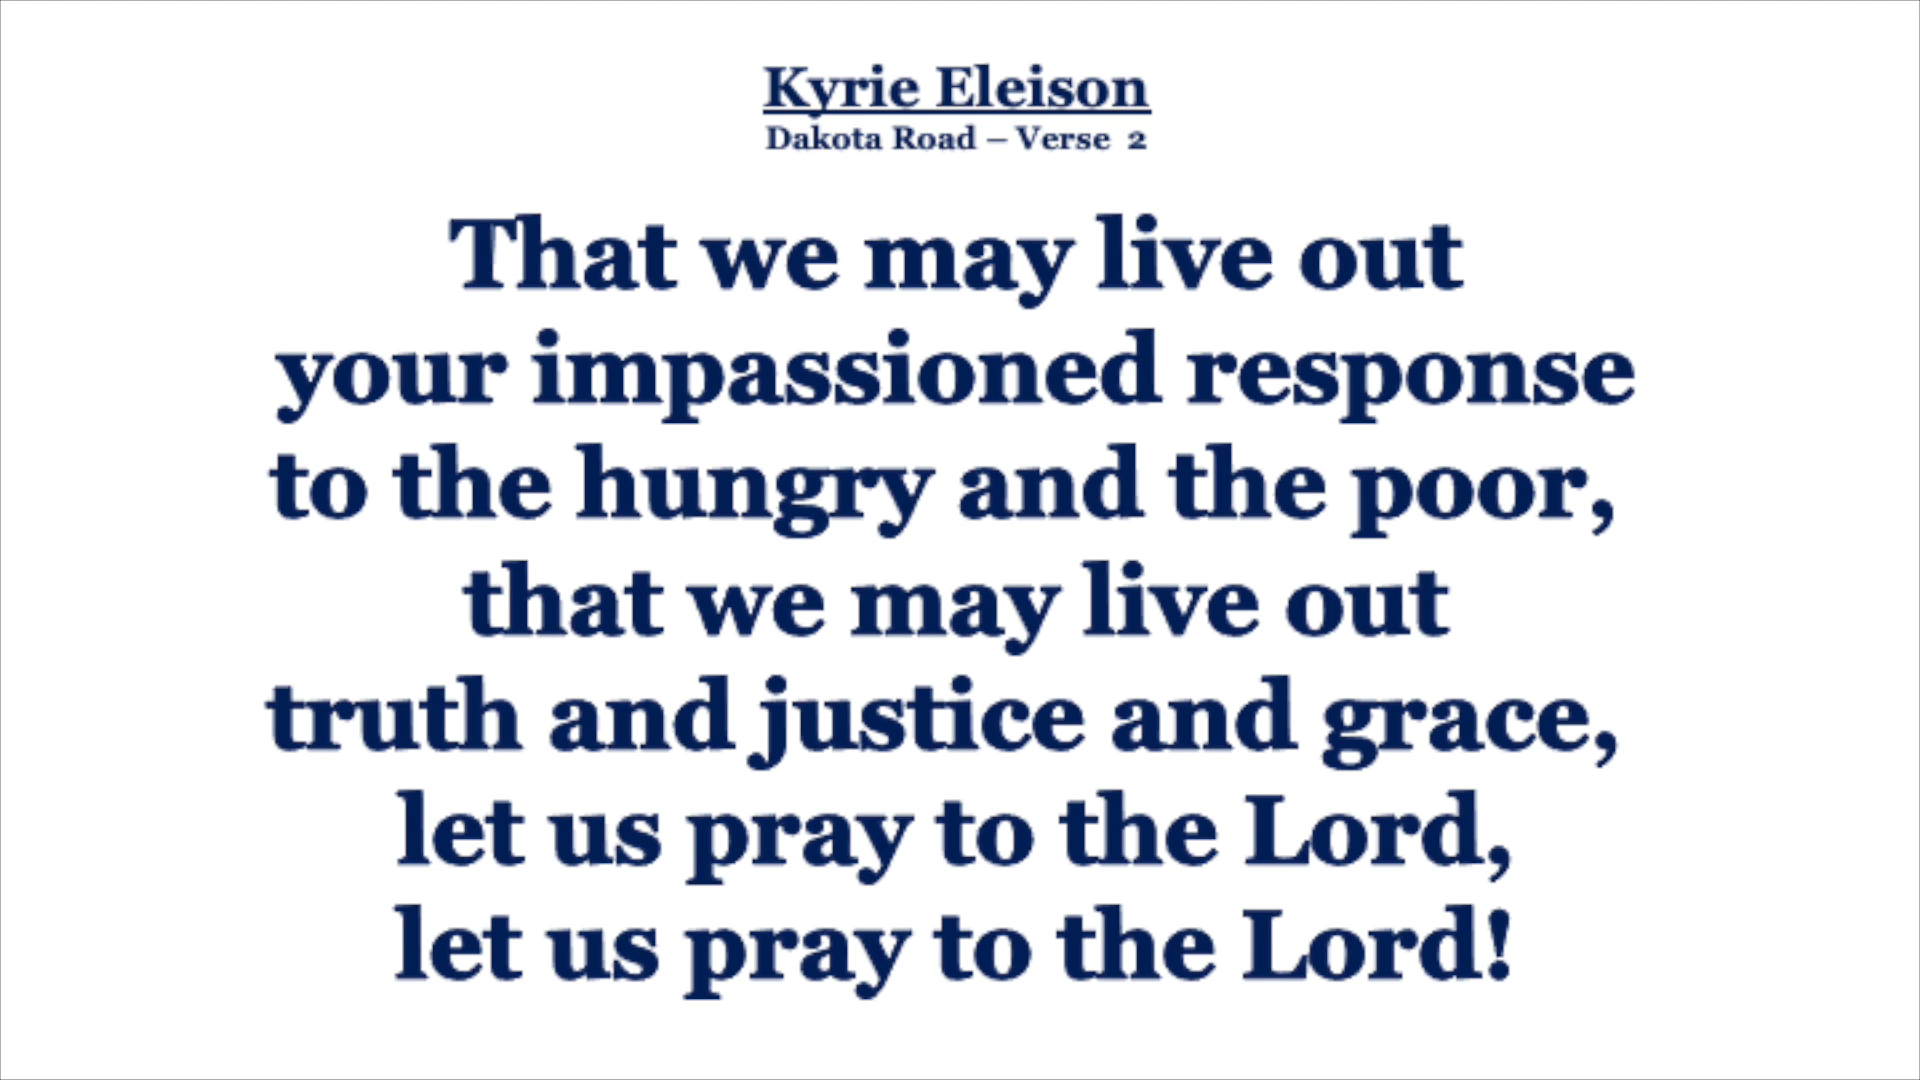 Kyrie Eleison
Dakota Road – Verse 2
That we may live out
your impassioned response
to the hungry and the poor,
that we may live out
truth and justice and grace,
let us pray to the Lord,
let us pray to the Lord!